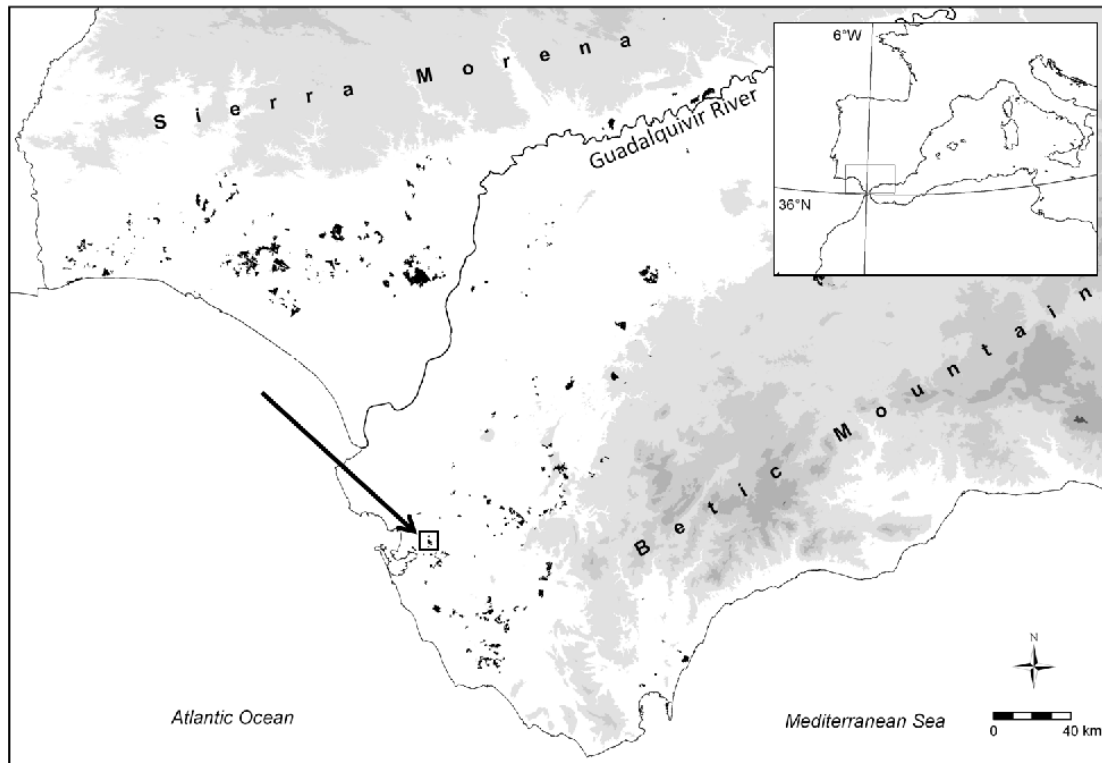 Sierra Morena
Guadalquivir River
6°W
36°N
Betic Mountain
Atlantic Ocean
Mediterranean Sea
N
0 40 km